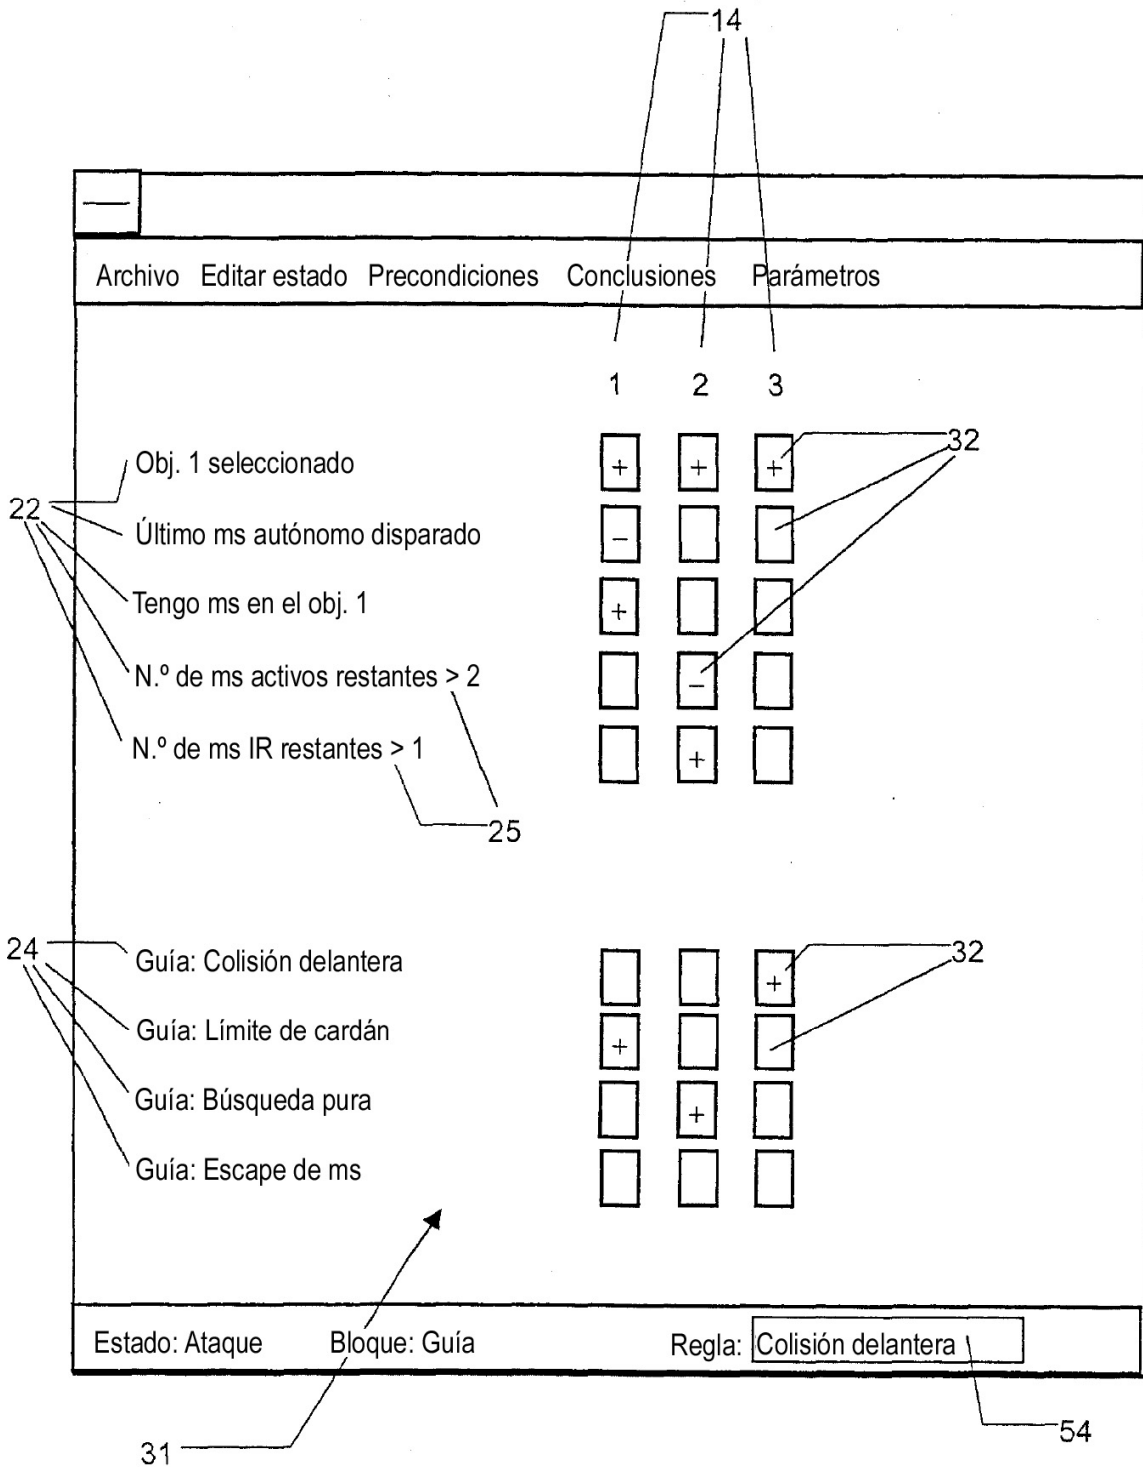 14
Archivo Editar estado Precondiciones Conclusiones Parámetros
1 2 3
Obj. 1 seleccionado + + + 32
22
Último ms autónomo disparado −
Tengo ms en el obj. 1 +
N.º de ms activos restantes > 2 −
N.º de ms IR restantes > 1 +
25
24 32
Guía: Colisión delantera +
Guía: Límite de cardán +
Guía: Búsqueda pura +
Guía: Escape de ms
Estado: Ataque Bloque: Guía Regla: Colisión delantera
54
31